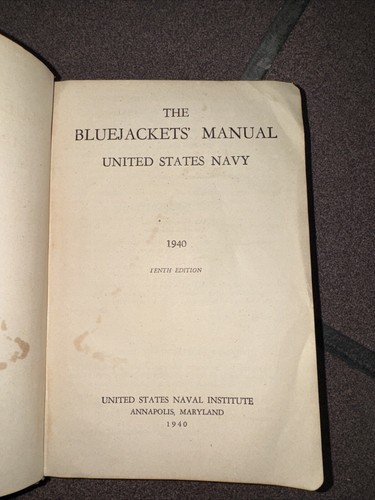 THE
BLUEJACKETS' MANUAL
UNITED STATES NAVY
1940
TENTH EDITION
UNITED STATES NAVAL INSTITUTE
ANNAPOLIS, MARYLAND
1940